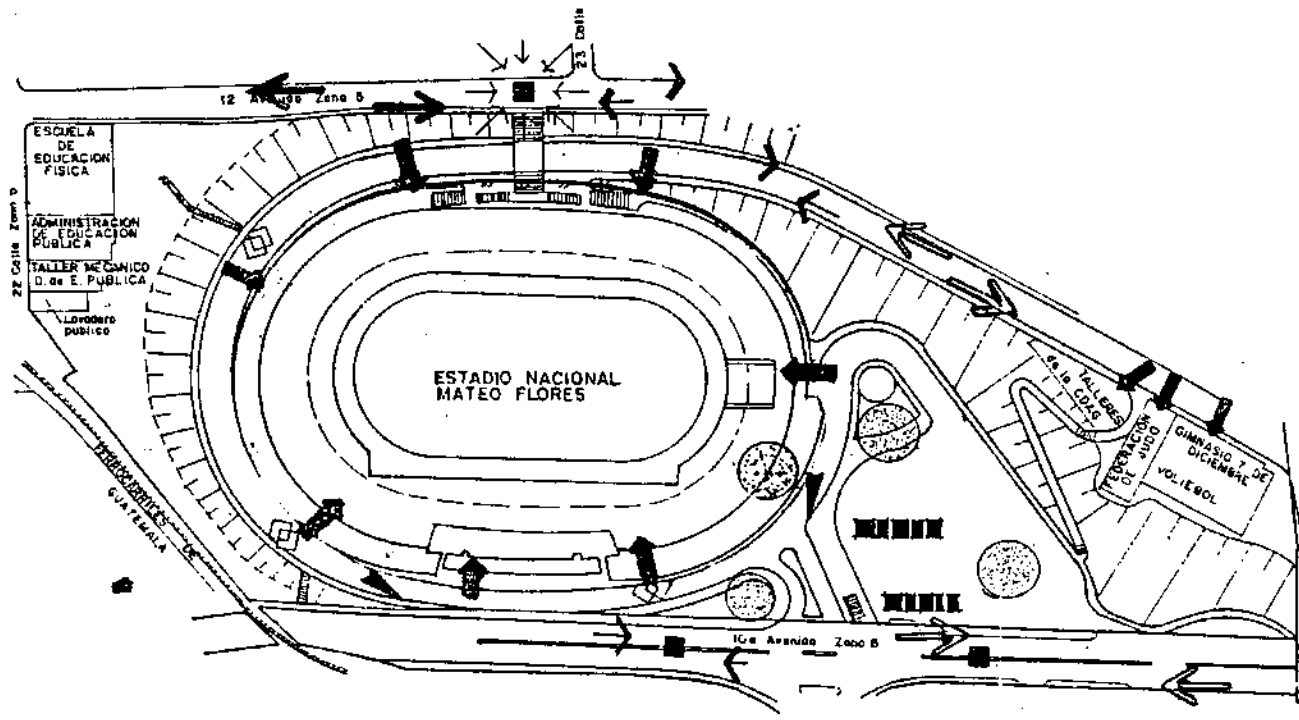 23 Calle
12 Avenida Zona 5
ESCUELA
DE
EDUCACION
FISICA
ADMINISTRACION
DE EDUCACION
PUBLICA
TALLER MECANICO
D. de E. PUBLICA
Lavadero
publico
22 Calle Zona
ESTADIO NACIONAL
MATEO FLORES
TALLERES
de la CDAG
FEDERACION
DE JUDO
GIMNASIO 7 DE
DICIEMBRE
VOLIEBOL
FERROCARRILES DE
GUATEMALA
10a Avenida Zona 5